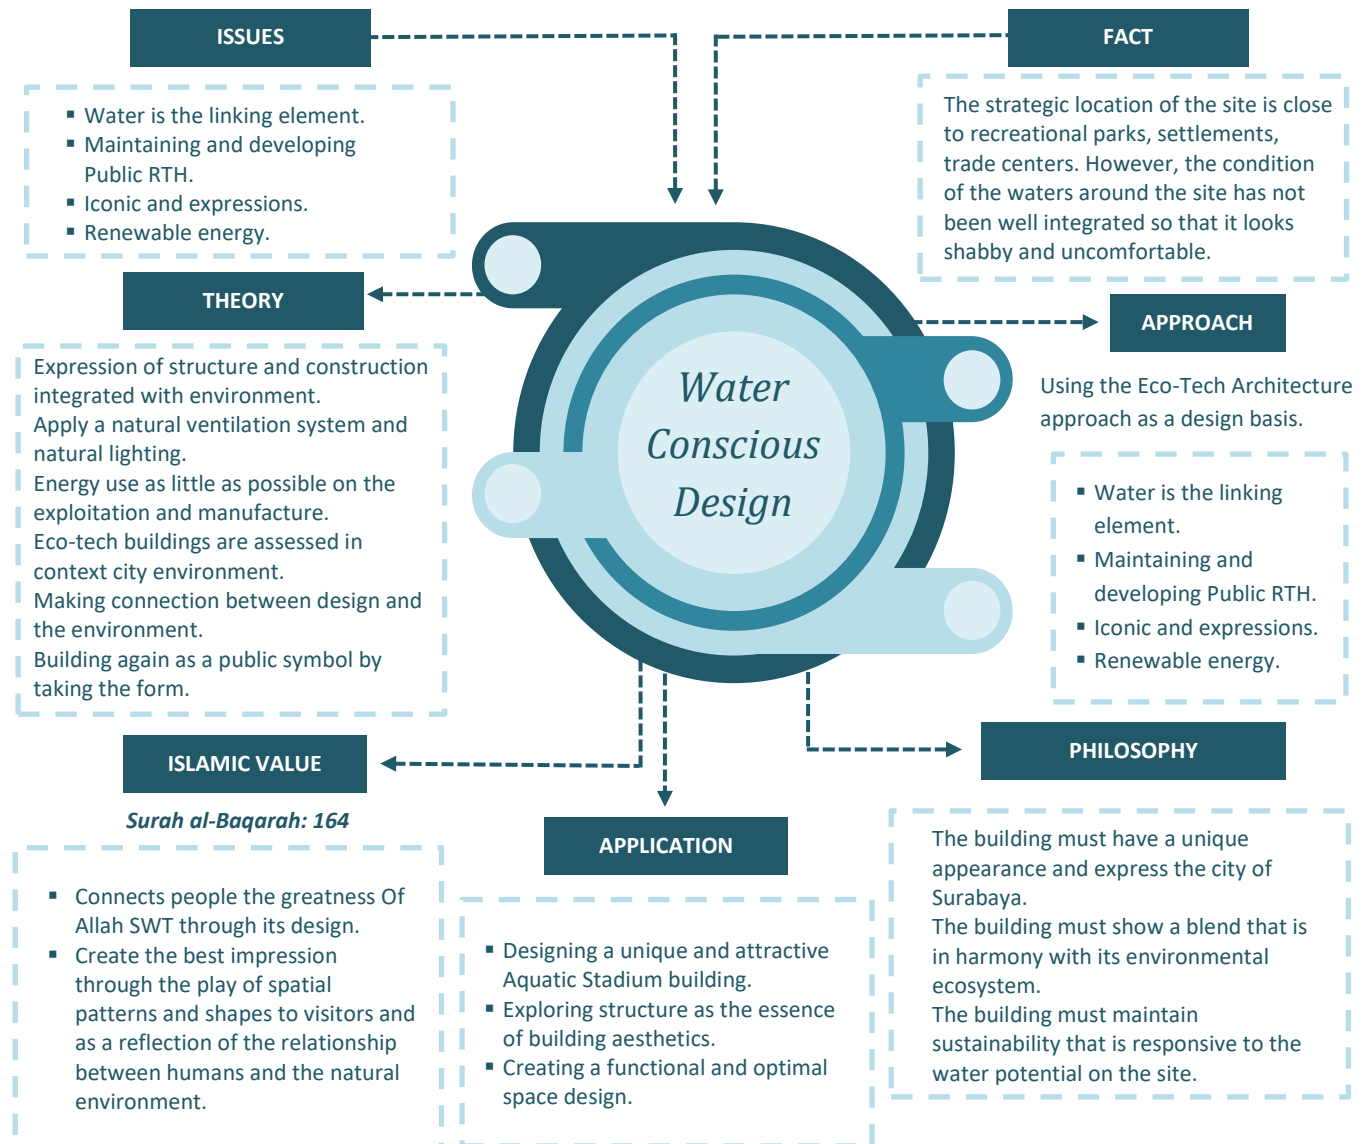 ISSUES
▪ Water is the linking element.
▪ Maintaining and developing
Public RTH.
▪ Iconic and expressions.
▪ Renewable energy.
FACT
The strategic location of the site is close
to recreational parks, settlements,
trade centers. However, the condition
of the waters around the site has not
been well integrated so that it looks
shabby and uncomfortable.
THEORY
Expression of structure and construction
integrated with environment.
Apply a natural ventilation system and
natural lighting.
Energy use as little as possible on the
exploitation and manufacture.
Eco-tech buildings are assessed in
context city environment.
Making connection between design and
the environment.
Building again as a public symbol by
taking the form.
Water
Conscious
Design
APPROACH
Using the Eco-Tech Architecture
approach as a design basis.
▪ Water is the linking
element.
▪ Maintaining and
developing Public RTH.
▪ Iconic and expressions.
▪ Renewable energy.
ISLAMIC VALUE
Surah al-Baqarah: 164
▪ Connects people the greatness Of
Allah SWT through its design.
▪ Create the best impression
through the play of spatial
patterns and shapes to visitors and
as a reflection of the relationship
between humans and the natural
environment.
APPLICATION
▪ Designing a unique and attractive
Aquatic Stadium building.
▪ Exploring structure as the essence
of building aesthetics.
▪ Creating a functional and optimal
space design.
PHILOSOPHY
The building must have a unique
appearance and express the city of
Surabaya.
The building must show a blend that is
in harmony with its environmental
ecosystem.
The building must maintain
sustainability that is responsive to the
water potential on the site.